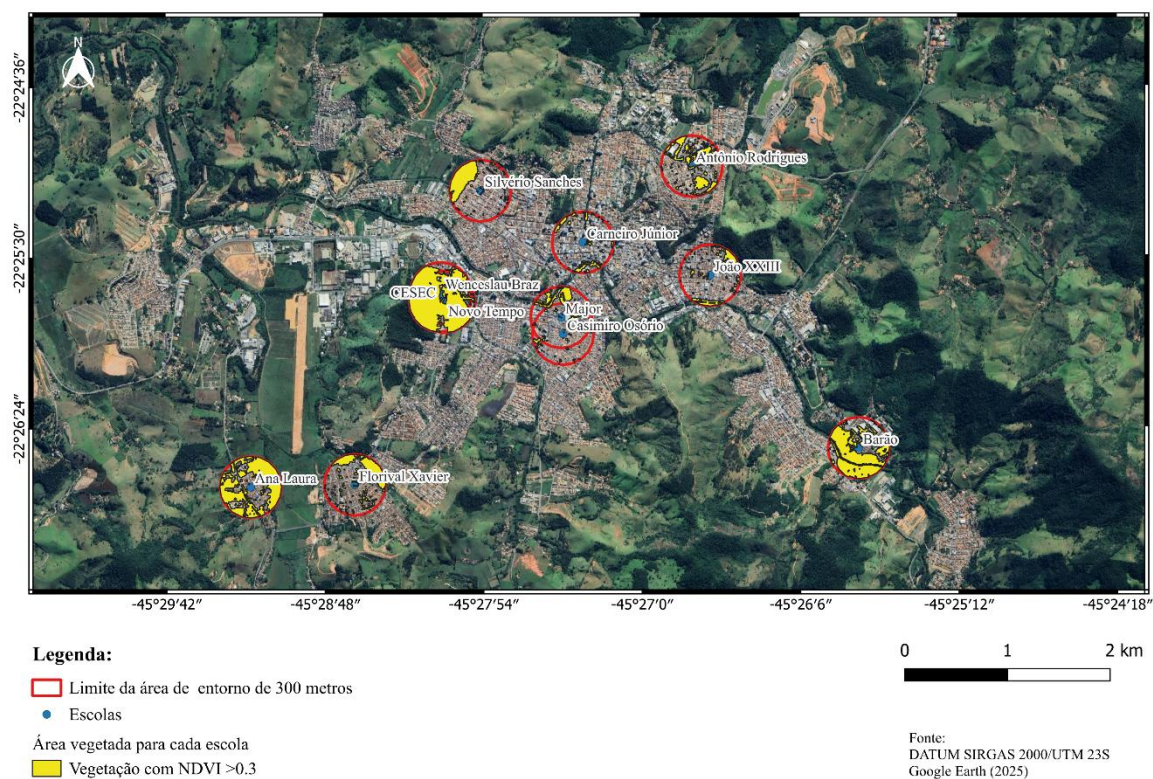 N
-22°24′36″
-22°25′30″
-22°26′24″
Antônio Rodrigues
Silvério Sanches
Carneiro Júnior
João XXIII
Wenceslau Braz
CESEC
Novo Tempo
Major
Casimiro Osório
Barão
Ana Laura
Florival Xavier
-45°29′42″ -45°28′48″ -45°27′54″ -45°27′0″ -45°26′6″ -45°25′12″ -45°24′18″
Legenda:
Limite da área de entorno de 300 metros
Escolas
Área vegetada para cada escola
Vegetação com NDVI >0.3
0 1 2 km
Fonte:
DATUM SIRGAS 2000/UTM 23S
Google Earth (2025)